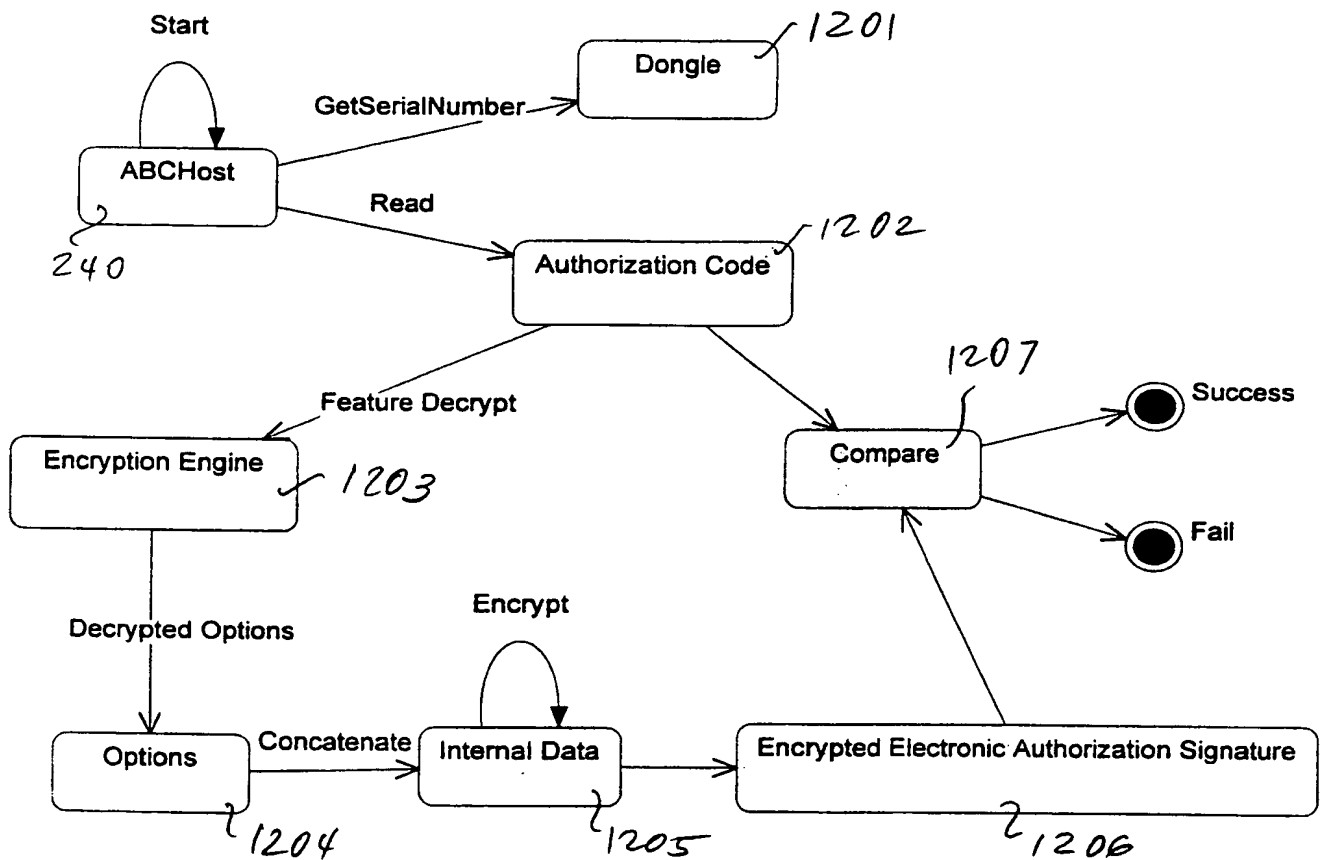 Start
1201
Dongle
GetSerialNumber
ABCHost
Read
1202
240
Authorization Code
1207
Success
Feature Decrypt
Compare
Encryption Engine
1203
Fail
Encrypt
Decrypted Options
Options
Concatenate
Internal Data
Encrypted Electronic Authorization Signature
1204
1205
1206